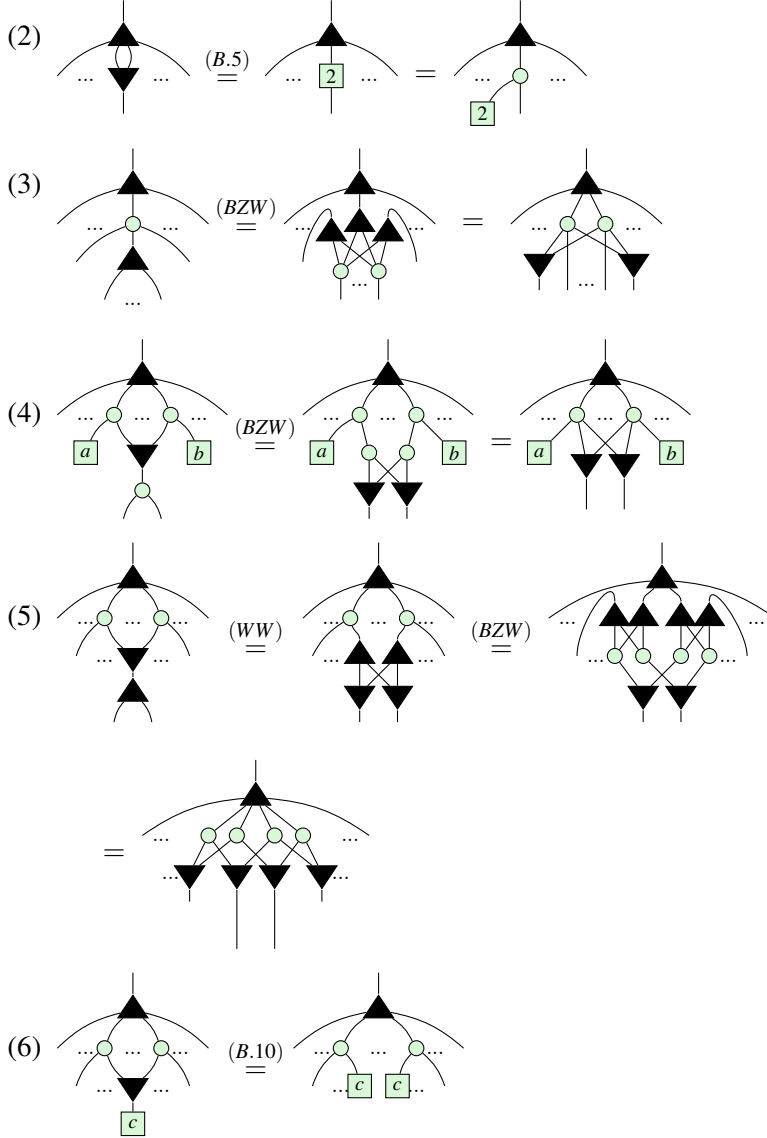 (2) ... ... (B.5) = ... 2 ... = ... ... 2
(3) ... ... ... (BZW) = ... ... ... = ... ... ...
(4) ... ... ... a b (BZW) = ... ... ... a b = ... ... ... a b
(5) ... ... ... ... ... (WW) = ... ... ... ... ... (BZW) = ... ... ... ... ...
= ... ... ... ...
(6) ... ... ... ... ... c (B.10) = ... ... ... ... c c ...